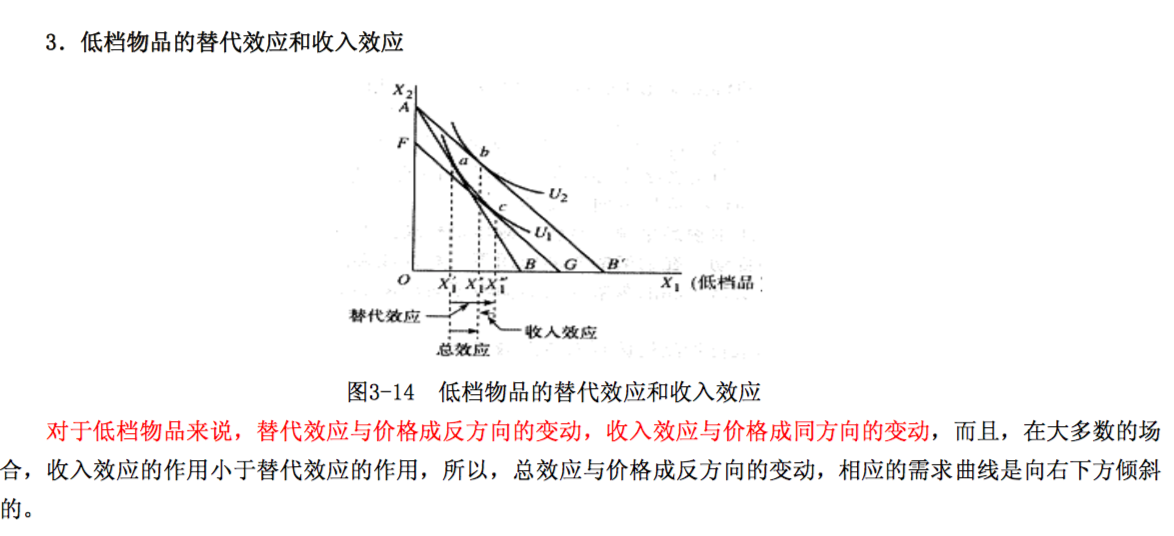 3．低档物品的替代效应和收入效应
X₂
A
F
a
b
c
U₂
U₁
B
G
B′
O
X₁ (低档品
替代效应
收入效应
总效应
图3-14 低档物品的替代效应和收入效应
对于低档物品来说，替代效应与价格成反方向的变动，收入效应与价格成同方向的变动，而且，在大多数的场
合，收入效应的作用小于替代效应的作用，所以，总效应与价格成反方向的变动，相应的需求曲线是向右下方倾斜
的。